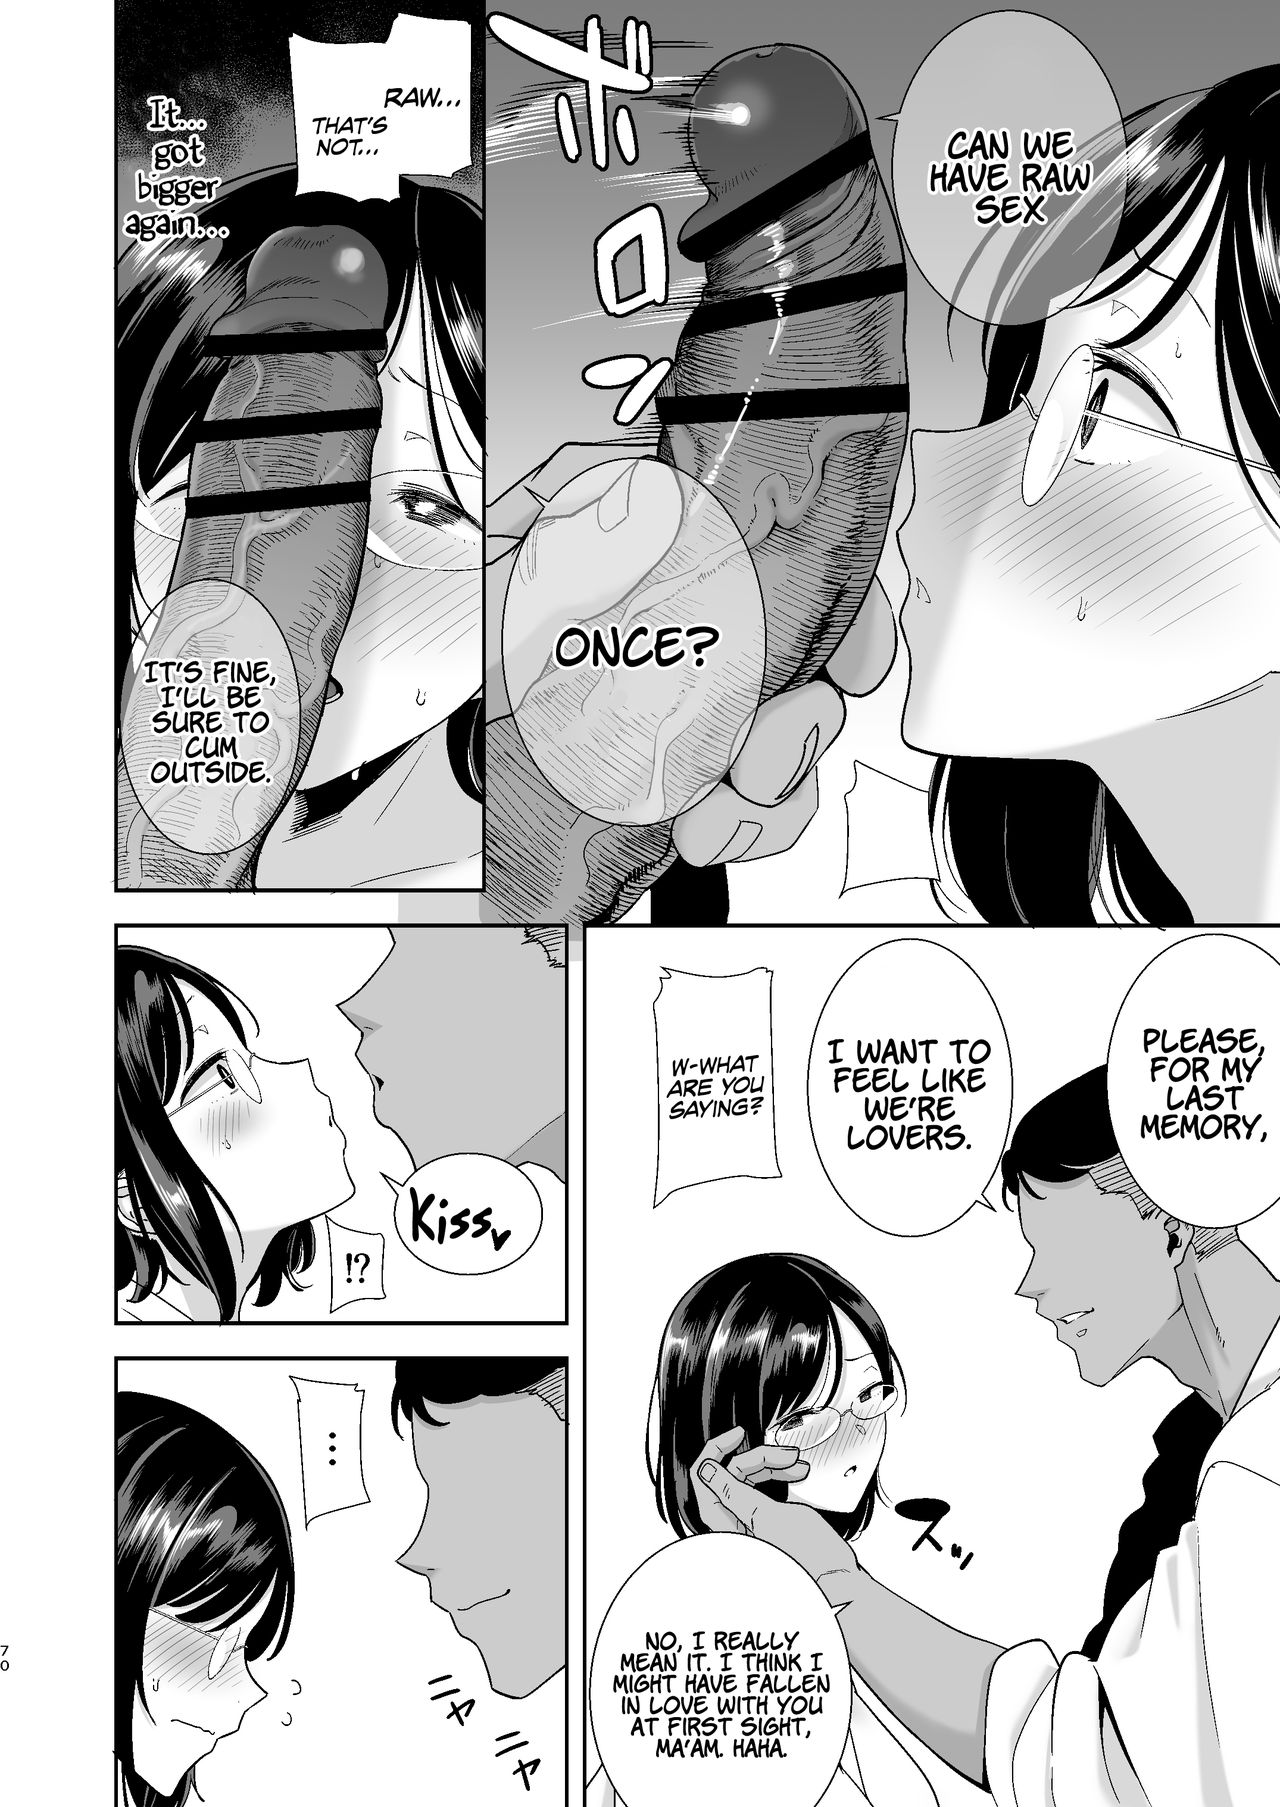 CAN WE
HAVE RAW
SEX
ボロンッ
ONCE?
RAW...
THAT'S
NOT...
It...
got
bigger
again...
IT'S FINE,
I'LL BE
SURE TO
CUM
OUTSIDE.
PLEASE,
FOR MY
LAST
MEMORY,
I WANT TO
FEEL LIKE
WE'RE
LOVERS.
W-WHAT
ARE YOU
SAYING?
スッ
NO, I REALLY
MEAN IT. I THINK I
MIGHT HAVE FALLEN
IN LOVE WITH YOU
AT FIRST SIGHT,
MA'AM. HAHA.
Kiss♥
!?
...
ニヤ
ニヤ
70